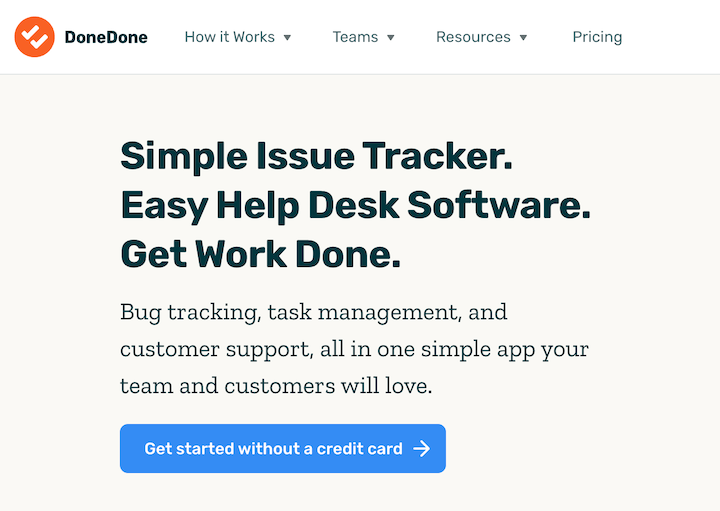 DoneDone How it Works Teams Resources Pricing
Simple Issue Tracker.
Easy Help Desk Software.
Get Work Done.
Bug tracking, task management, and
customer support, all in one simple app your
team and customers will love.
Get started without a credit card